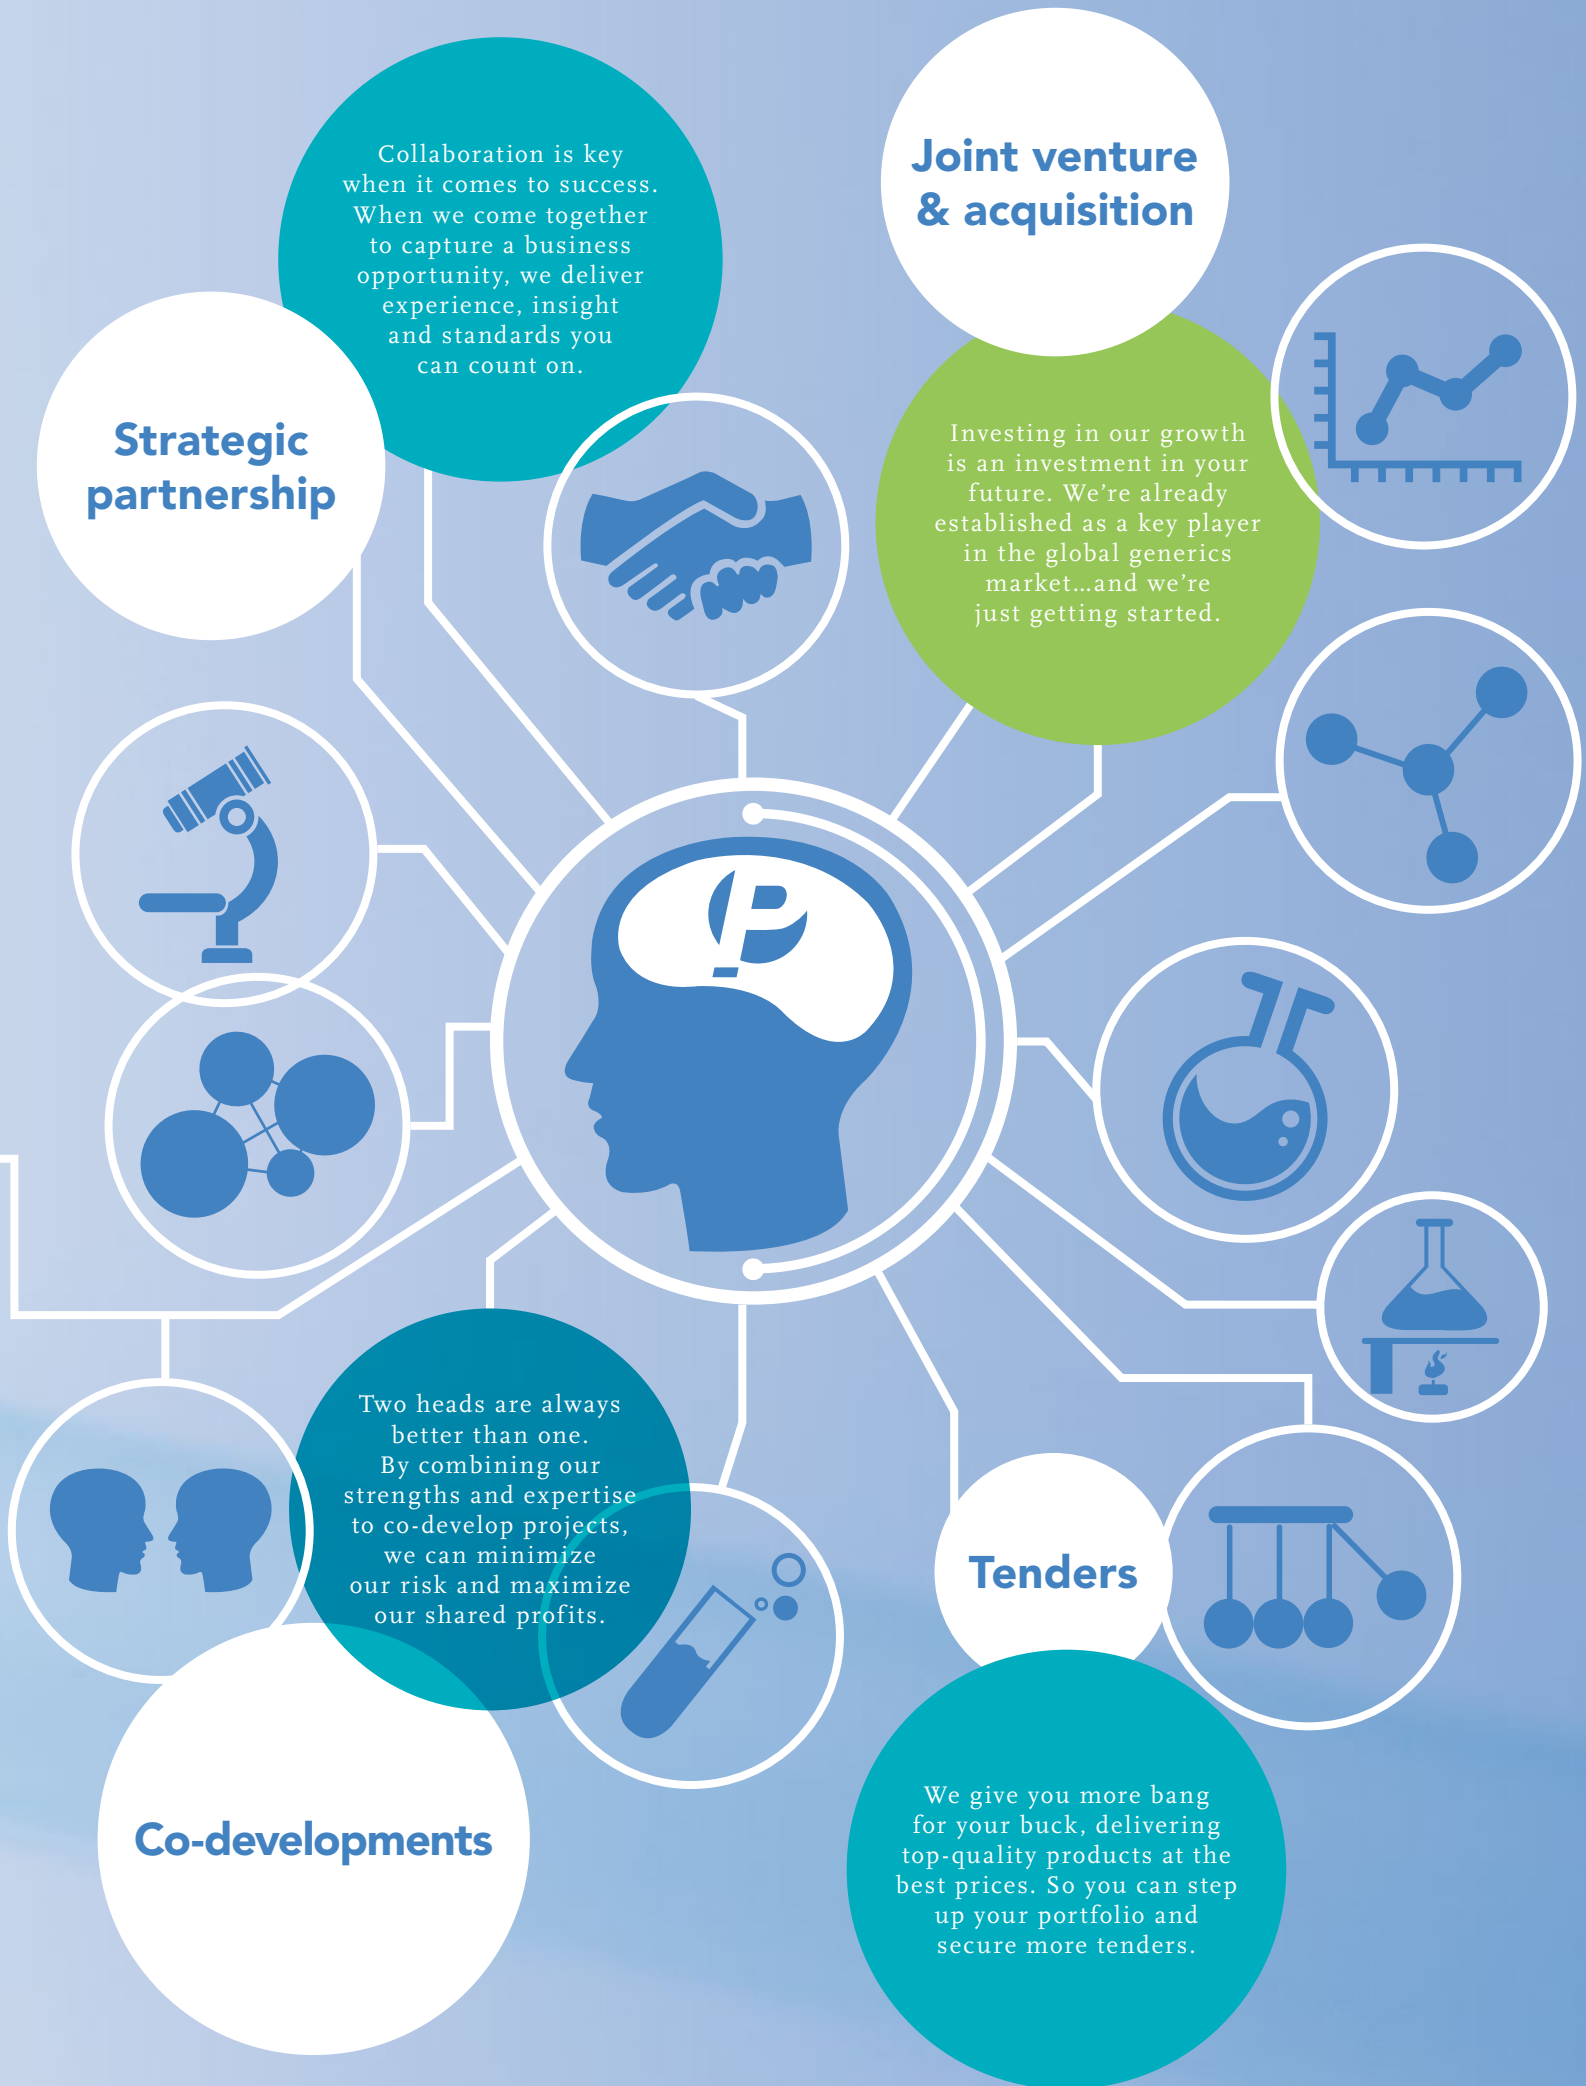 Strategic
partnership
Collaboration is key
when it comes to success.
When we come together
to capture a business
opportunity, we deliver
experience, insight
and standards you
can count on.
Joint venture
& acquisition
Investing in our growth
is an investment in your
future. We’re already
established as a key player
in the global generics
market...and we’re
just getting started.
P
Two heads are always
better than one.
By combining our
strengths and expertise
to co-develop projects,
we can minimize
our risk and maximize
our shared profits.
Co-developments
Tenders
We give you more bang
for your buck, delivering
top-quality products at the
best prices. So you can step
up your portfolio and
secure more tenders.